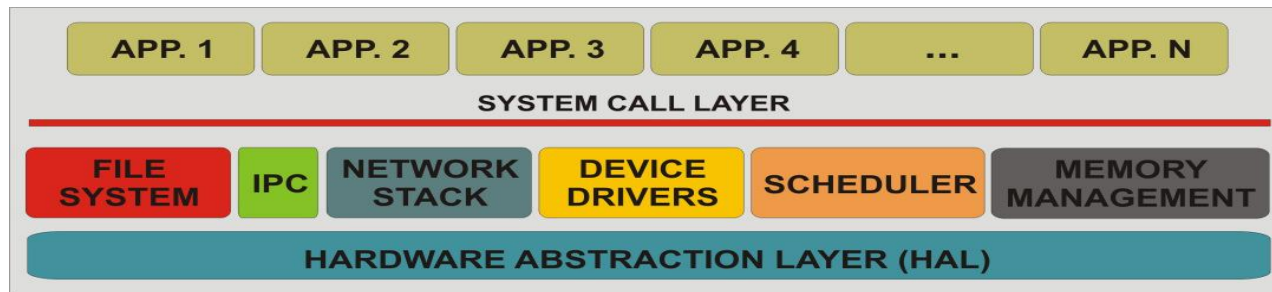 APP. 1 APP. 2 APP. 3 APP. 4 ... APP. N
SYSTEM CALL LAYER
FILE
SYSTEM
IPC
NETWORK
STACK
DEVICE
DRIVERS
SCHEDULER
MEMORY
MANAGEMENT
HARDWARE ABSTRACTION LAYER (HAL)